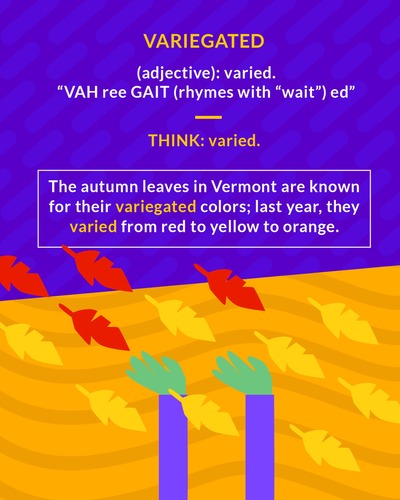 VARIEGATED
(adjective): varied.
“VAH ree GAIT (rhymes with “wait”) ed”
THINK: varied.
The autumn leaves in Vermont are known
for their variegated colors; last year, they
varied from red to yellow to orange.